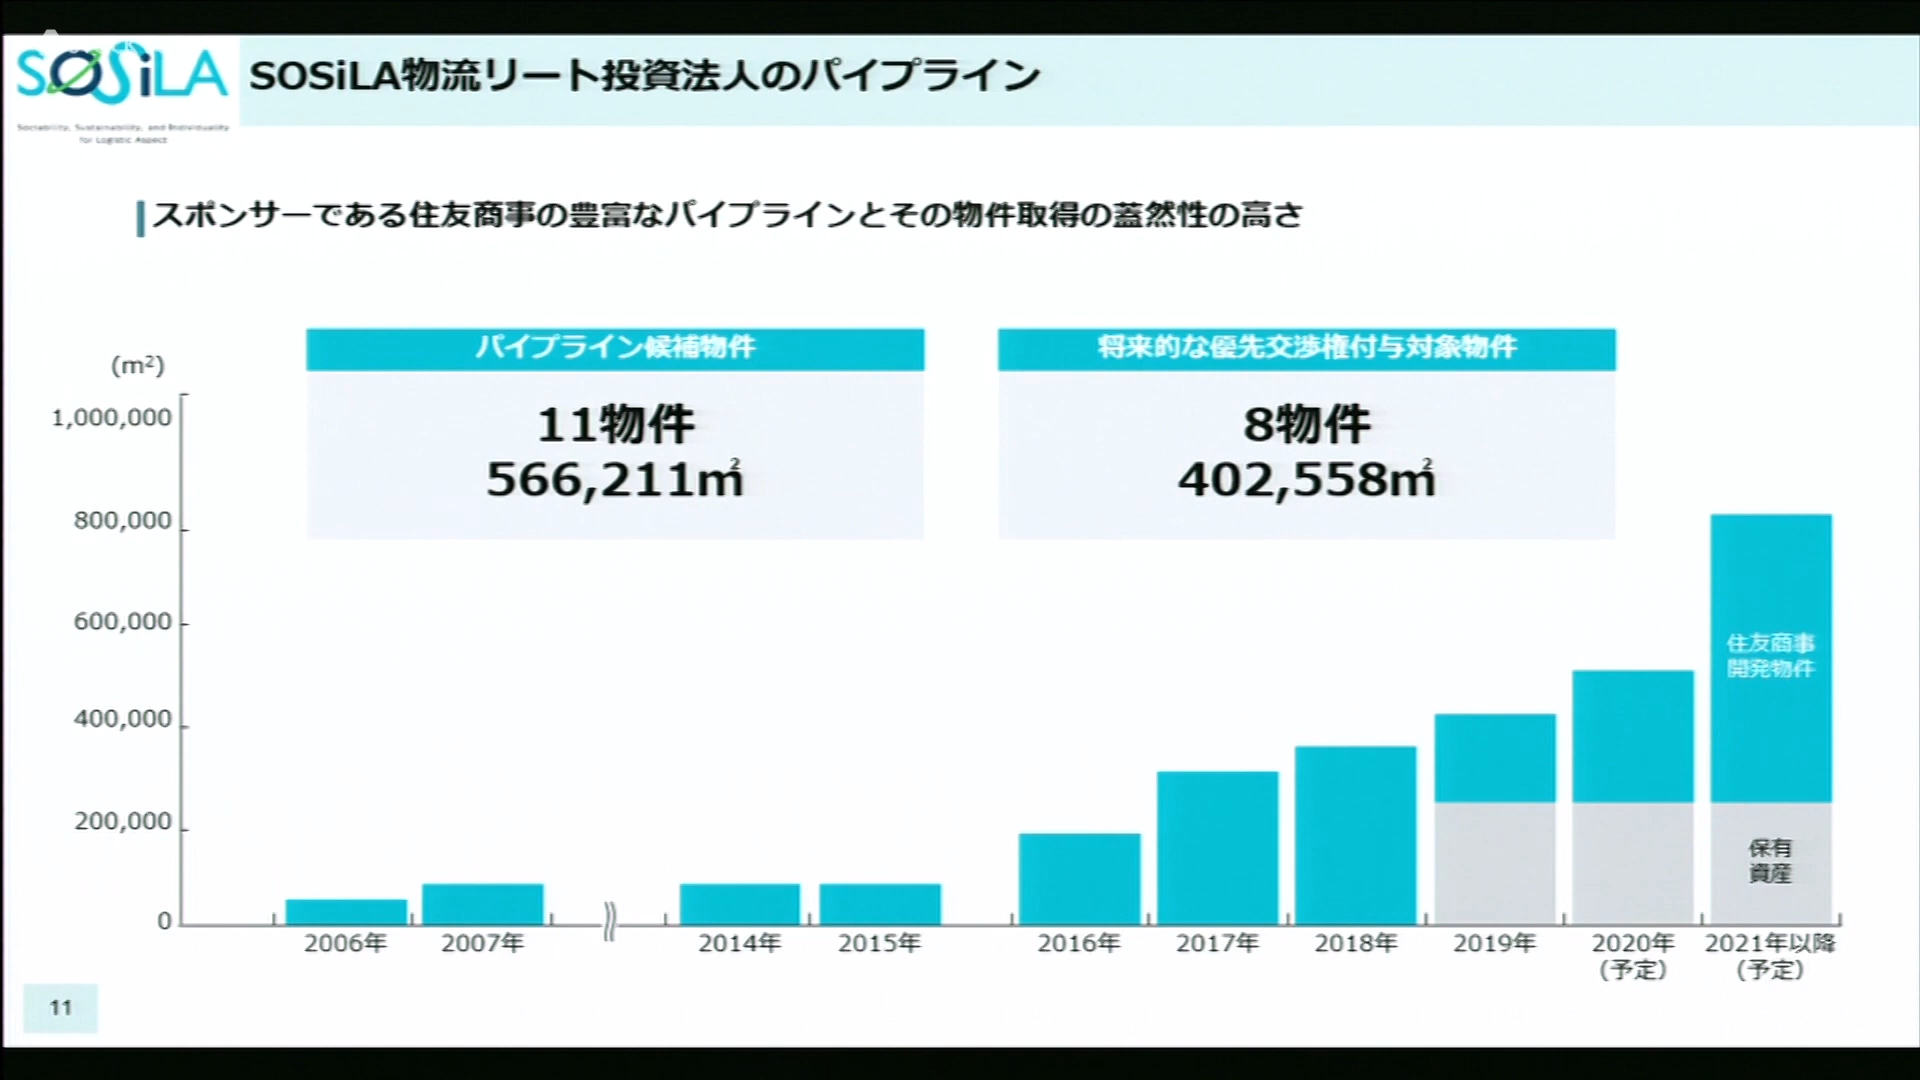 SOSiLA
Sociability, Sustainability, and Individuality
for Logistic Aspect
SOSiLA物流リート投資法人のパイプライン
スポンサーである住友商事の豊富なパイプラインとその物件取得の蓋然性の高さ
パイプライン候補物件
11物件
566,211㎡
将来的な優先交渉権付与対象物件
8物件
402,558㎡
(m²)
1,000,000
800,000
600,000
400,000
200,000
0
住友商事
開発物件
保有
資産
2006年 2007年 2014年 2015年 2016年 2017年 2018年 2019年 2020年 2021年以降
(予定) (予定)
11